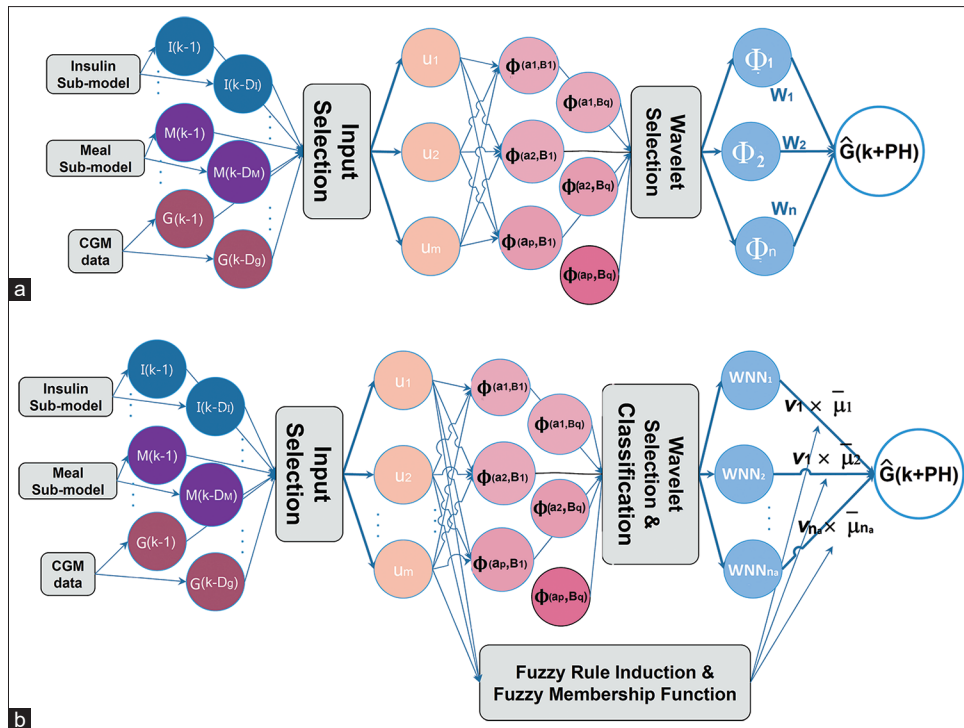 Insulin
Sub-model
Meal
Sub-model
CGM
data
I(k-1)
I(k-DI)
M(k-1)
M(k-DM)
G(k-1)
G(k-Dg)
Input
Selection
u1
u2
um
Φ(a1,B1)
Φ(a1,Bq)
Φ(a2,B1)
Φ(a2,Bq)
Φ(ap,B1)
Φ(ap,Bq)
Wavelet
Selection
Φ1
Φ2
Φn
W1
W2
Wn
Ĝ(k+PH)
a
Insulin
Sub-model
Meal
Sub-model
CGM
data
I(k-1)
I(k-DI)
M(k-1)
M(k-DM)
G(k-1)
G(k-Dg)
Input
Selection
u1
u2
um
Φ(a1,B1)
Φ(a1,Bq)
Φ(a2,B1)
Φ(a2,Bq)
Φ(ap,B1)
Φ(ap,Bq)
Wavelet
Selection &
Classification
WNN1
WNN2
WNNna
v1 × μ̄1
v1 × μ̄2
vna × μ̄na
Ĝ(k+PH)
Fuzzy Rule Induction &
Fuzzy Membership Function
b